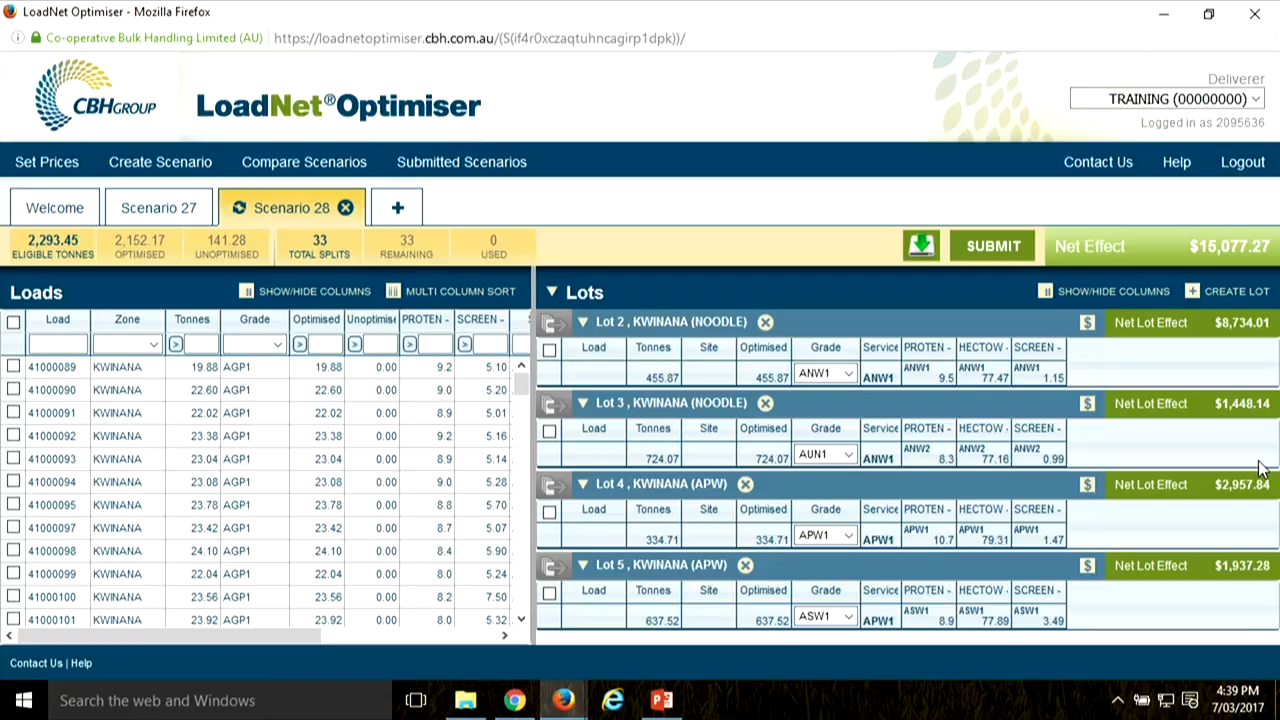 LoadNet Optimiser - Mozilla Firefox
Co-operative Bulk Handling Limited (AU) https://loadnetoptimiser.cbh.com.au/(S(if4r0xczaqtuhncagirp1dpk))/
CBHGROUP LoadNet®Optimiser
Deliverer
TRAINING (00000000)
Logged in as 2095636
Set Prices Create Scenario Compare Scenarios Submitted Scenarios Contact Us Help Logout
Welcome Scenario 27 Scenario 28 +
2,293.45 2,152.17 141.28 33 33 0
ELIGIBLE TONNES OPTIMISED UNOPTIMISED TOTAL SPLITS REMAINING USED
SUBMIT Net Effect $15,077.27
Loads SHOW/HIDE COLUMNS MULTI COLUMN SORT
Load Zone Tonnes Grade Optimised Unoptimise PROTEN - SCREEN -
41000089 KWINANA 19.88 AGP1 19.88 0.00 9.2 5.10
41000090 KWINANA 22.60 AGP1 22.60 0.00 9.0 5.20
41000091 KWINANA 22.02 AGP1 22.02 0.00 8.9 5.01
41000092 KWINANA 23.38 AGP1 23.38 0.00 9.2 5.16
41000093 KWINANA 23.04 AGP1 23.04 0.00 8.9 5.14
41000094 KWINANA 23.08 AGP1 23.08 0.00 9.0 5.28
41000095 KWINANA 23.78 AGP1 23.78 0.00 8.8 5.70
41000097 KWINANA 23.42 AGP1 23.42 0.00 8.7 5.07
41000098 KWINANA 24.10 AGP1 24.10 0.00 8.4 5.90
41000099 KWINANA 22.04 AGP1 22.04 0.00 8.0 5.24
41000100 KWINANA 23.56 AGP1 23.56 0.00 8.2 7.50
41000101 KWINANA 23.92 AGP1 23.92 0.00 8.0 5.32
Lots SHOW/HIDE COLUMNS + CREATE LOT
Lot 2 , KWINANA (NOODLE) $ Net Lot Effect $8,734.01
Load Tonnes Site Optimised Grade Service PROTEN - HECTOW - SCREEN -
ANW1 ANW1 ANW1
455.87 455.87 ANW1 ANW1 9.5 77.47 1.15
Lot 3 , KWINANA (NOODLE) $ Net Lot Effect $1,448.14
Load Tonnes Site Optimised Grade Service PROTEN - HECTOW - SCREEN -
ANW2 ANW2 ANW2
724.07 724.07 AUN1 ANW1 8.3 77.16 0.99
Lot 4 , KWINANA (APW) $ Net Lot Effect $2,957.84
Load Tonnes Site Optimised Grade Service PROTEN - HECTOW - SCREEN -
APW1 APW1 APW1
334.71 334.71 APW1 APW1 10.7 79.31 1.47
Lot 5 , KWINANA (APW) $ Net Lot Effect $1,937.28
Load Tonnes Site Optimised Grade Service PROTEN - HECTOW - SCREEN -
ASW1 ASW1 ASW1
637.52 637.52 ASW1 APW1 8.9 77.89 3.49
Contact Us | Help
Search the web and Windows
4:39 PM
7/03/2017